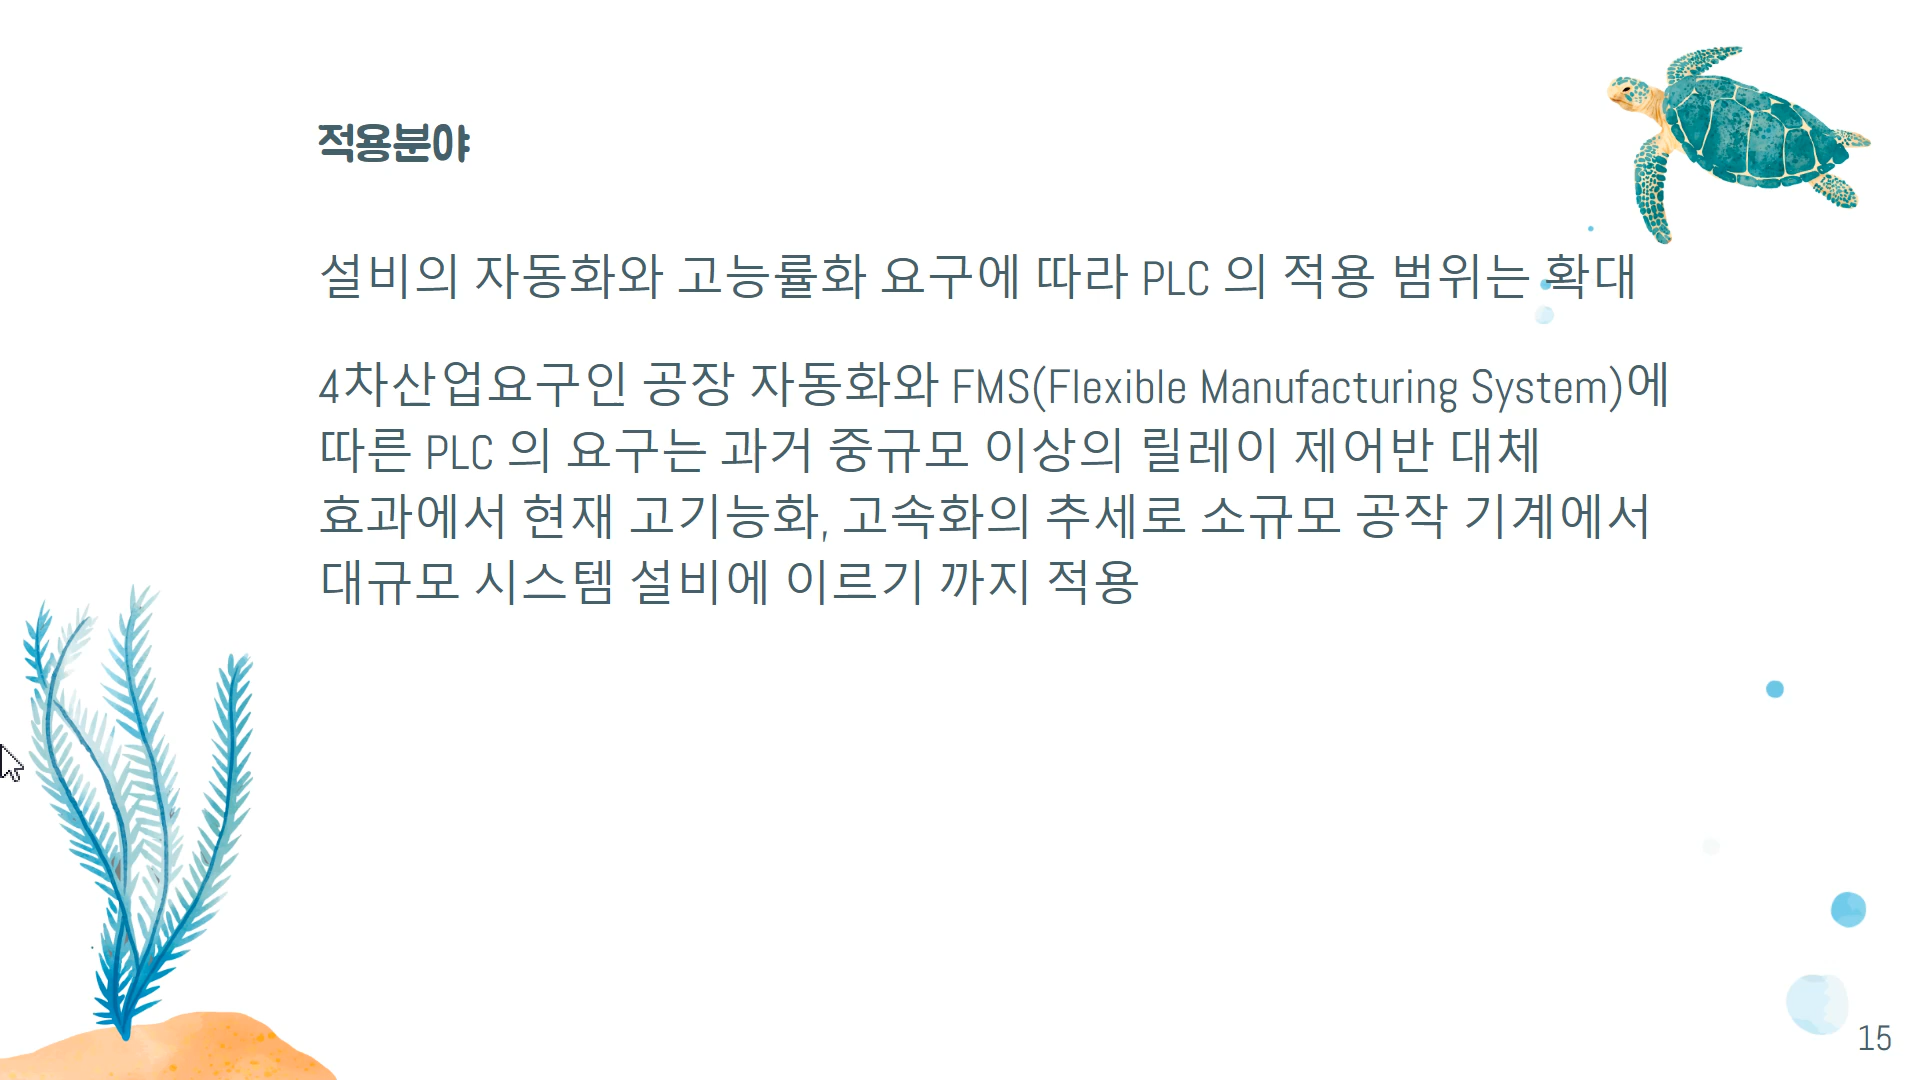 적용분야
설비의 자동화와 고능률화 요구에 따라 PLC 의 적용 범위는 확대
4차산업요구인 공장 자동화와 FMS(Flexible Manufacturing System)에
따른 PLC 의 요구는 과거 중규모 이상의 릴레이 제어반 대체
효과에서 현재 고기능화, 고속화의 추세로 소규모 공작 기계에서
대규모 시스템 설비에 이르기 까지 적용
15